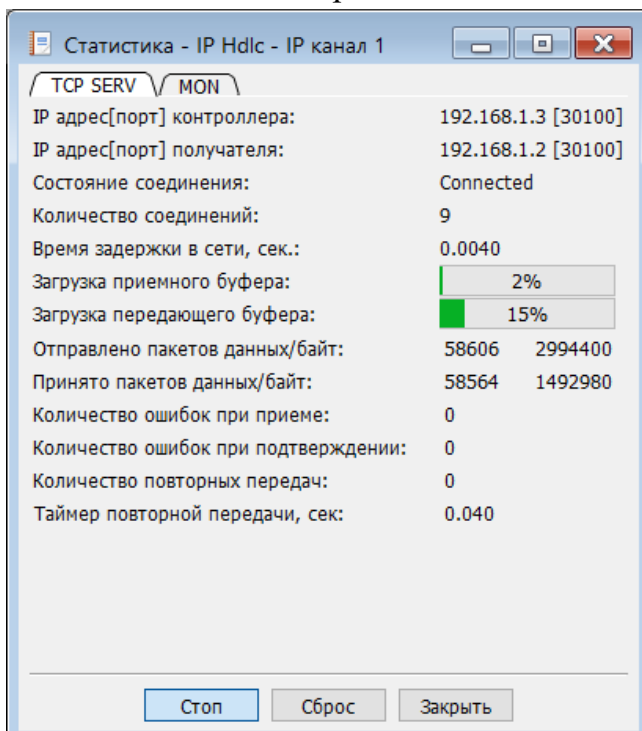 Статистика - IP Hdlc - IP канал 1
TCP SERV MON
IP адрес[порт] контроллера: 192.168.1.3 [30100]
IP адрес[порт] получателя: 192.168.1.2 [30100]
Состояние соединения: Connected
Количество соединений: 9
Время задержки в сети, сек.: 0.0040
Загрузка приемного буфера: 2%
Загрузка передающего буфера: 15%
Отправлено пакетов данных/байт: 58606 2994400
Принято пакетов данных/байт: 58564 1492980
Количество ошибок при приеме: 0
Количество ошибок при подтверждении: 0
Количество повторных передач: 0
Таймер повторной передачи, сек: 0.040
Стоп Сброс Закрыть